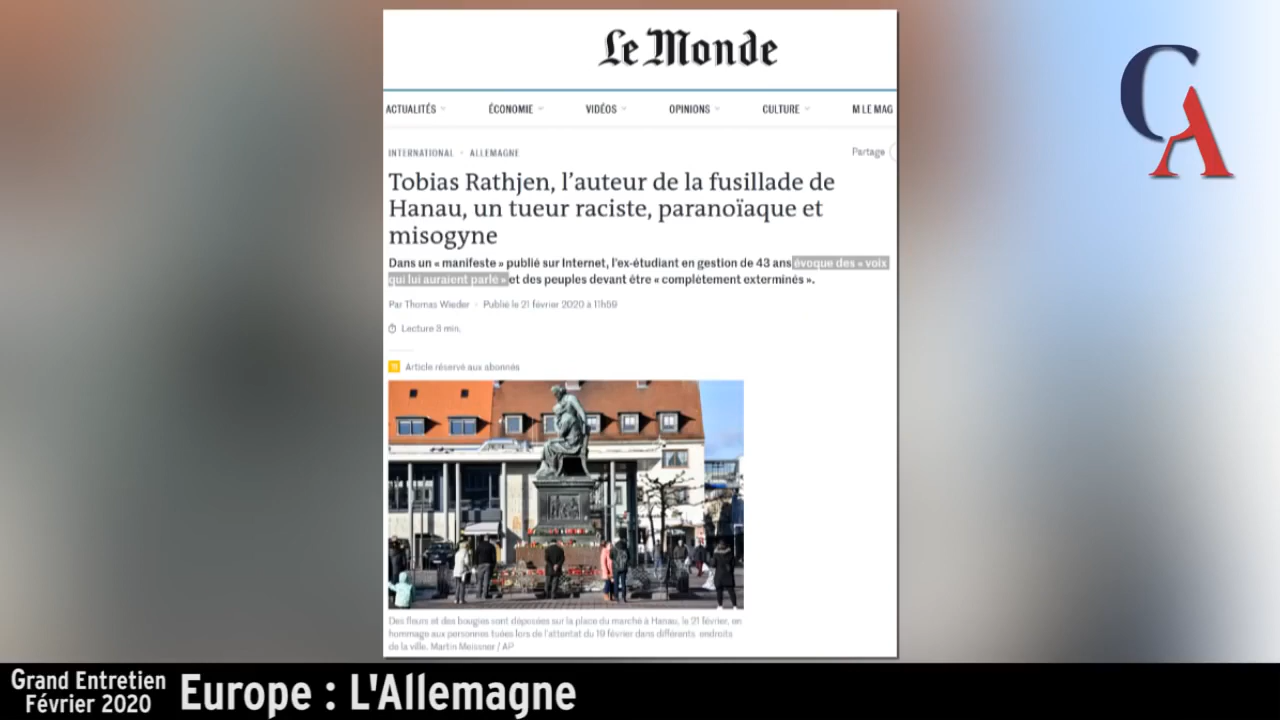 Le Monde
ACTUALITÉS
ÉCONOMIE
VIDÉOS
OPINIONS
CULTURE
M LE MAG
INTERNATIONAL · ALLEMAGNE
Partage
Tobias Rathjen, l’auteur de la fusillade de
Hanau, un tueur raciste, paranoïaque et
misogyne
Dans un « manifeste » publié sur Internet, l’ex-étudiant en gestion de 43 ans évoque des « voix
qui lui auraient parlé » et des peuples devant être « complètement exterminés ».
Par Thomas Wieder · Publié le 21 février 2020 à 11h59
Lecture 3 min.
Article réservé aux abonnés
Des fleurs et des bougies sont déposées sur la place du marché à Hanau, le 21 février, en
hommage aux personnes tuées lors de l’attentat du 19 février dans différents endroits
de la ville. Martin Meissner / AP
CA
Grand Entretien
Février 2020
Europe : L'Allemagne